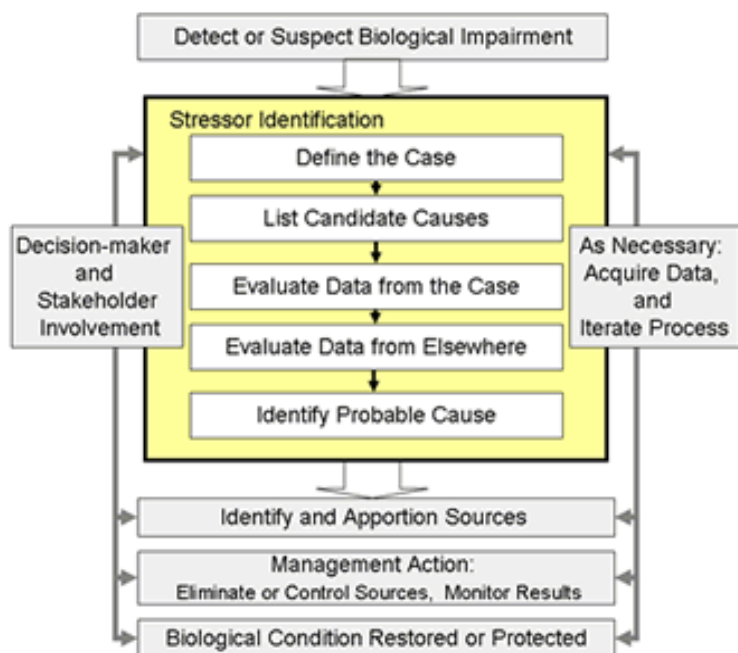 Detect or Suspect Biological Impairment
Stressor Identification
Define the Case
List Candidate Causes
Evaluate Data from the Case
Evaluate Data from Elsewhere
Identify Probable Cause
Decision-maker
and
Stakeholder
Involvement
As Necessary:
Acquire Data,
and
Iterate Process
Identify and Apportion Sources
Management Action:
Eliminate or Control Sources, Monitor Results
Biological Condition Restored or Protected